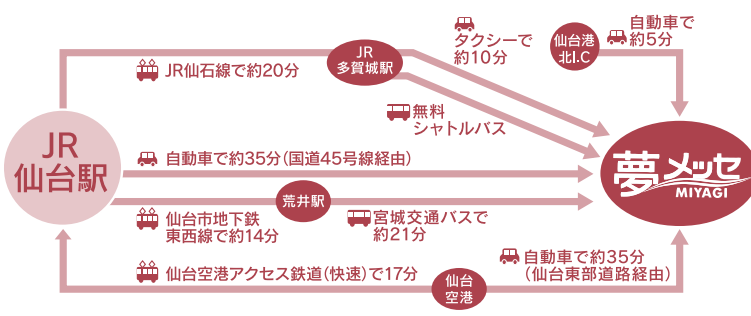 JR
仙台駅
JR仙石線で約20分
JR
多賀城駅
タクシーで
約10分
無料
シャトルバス
仙台港
北I.C
自動車で
約5分
自動車で約35分(国道45号線経由)
仙台市地下鉄
東西線で約14分
荒井駅
宮城交通バスで
約21分
仙台空港アクセス鉄道(快速)で17分
仙台
空港
自動車で約35分
(仙台東部道路経由)
夢メッセ
MIYAGI